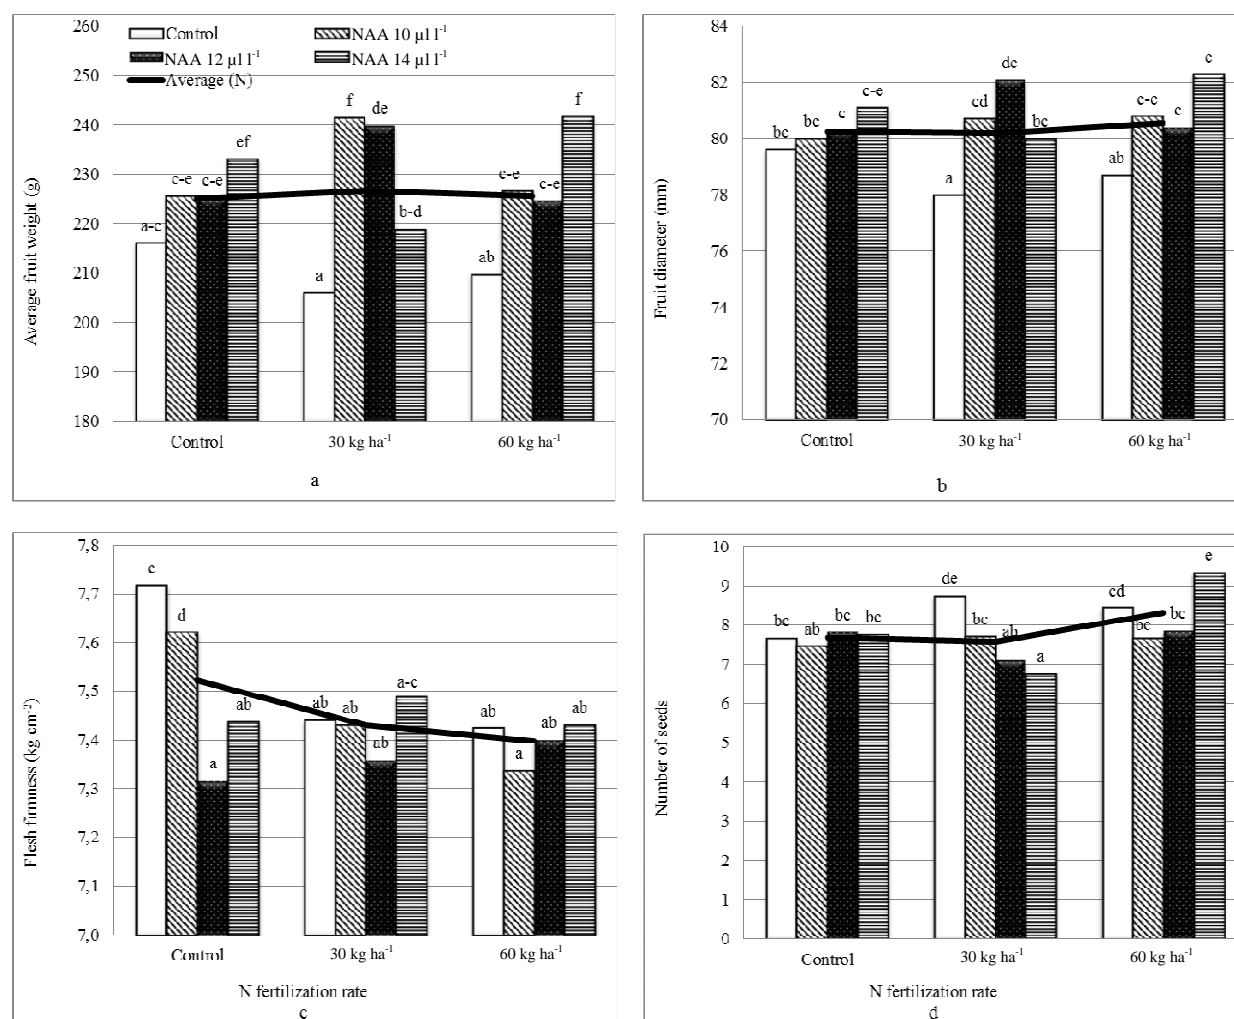 260
250
240
230
220
210
200
190
180
Average fruit weight (g)
Control
NAA 10 µl l-1
NAA 12 µl l-1
NAA 14 µl l-1
Average (N)
a-c
c-e
c-e
ef
a
f
de
b-d
ab
c-e
c-e
f
Control
30 kg ha-1
60 kg ha-1
a
84
82
80
78
76
74
72
70
Fruit diameter (mm)
bc
bc
c
c-e
a
cd
de
bc
ab
c-e
c
e
Control
30 kg ha-1
60 kg ha-1
b
7,8
7,7
7,6
7,5
7,4
7,3
7,2
7,1
7,0
Flesh firmness (kg cm-2)
c
d
a
ab
ab
ab
ab
a-c
ab
a
ab
ab
Control
30 kg ha-1
60 kg ha-1
N fertilization rate
c
10
9
8
7
6
5
4
3
2
1
0
Number of seeds
bc
ab
bc
bc
de
bc
ab
a
cd
bc
bc
e
Control
30 kg ha-1
60 kg ha-1
N fertilization rate
d